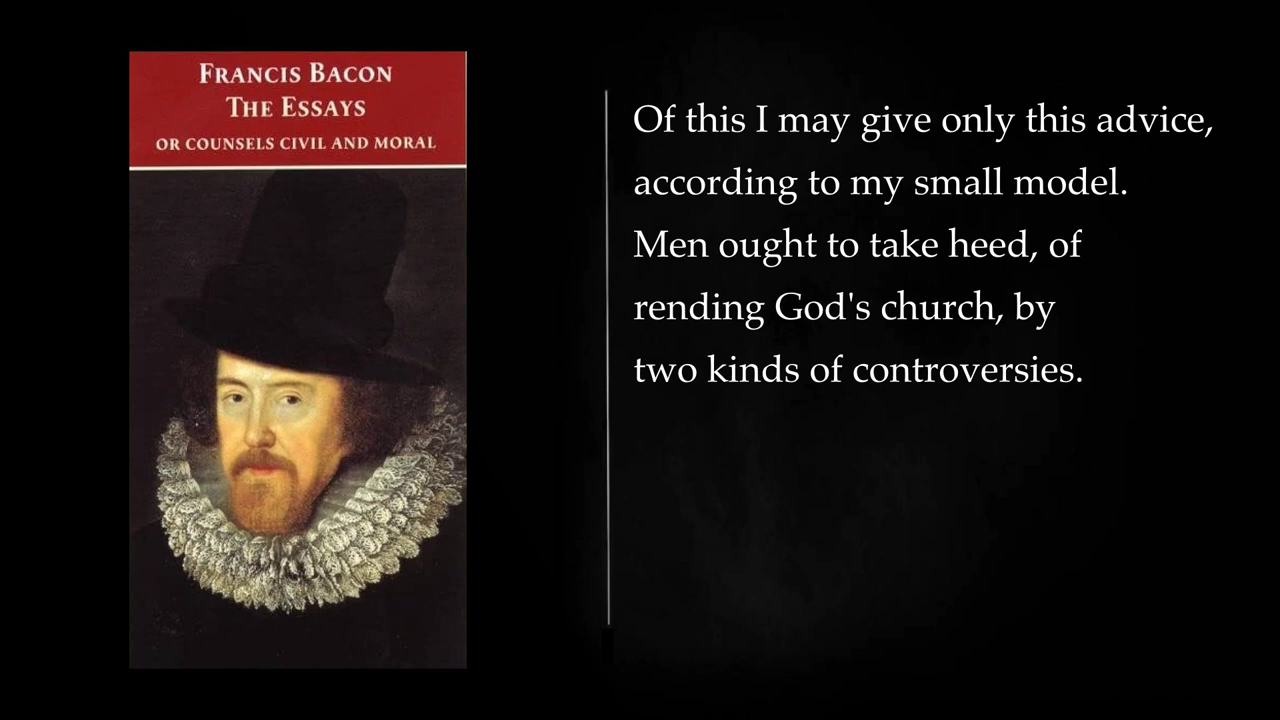 FRANCIS BACON
THE ESSAYS
OR COUNSELS CIVIL AND MORAL
Of this I may give only this advice,
according to my small model.
Men ought to take heed, of
rending God's church, by
two kinds of controversies.